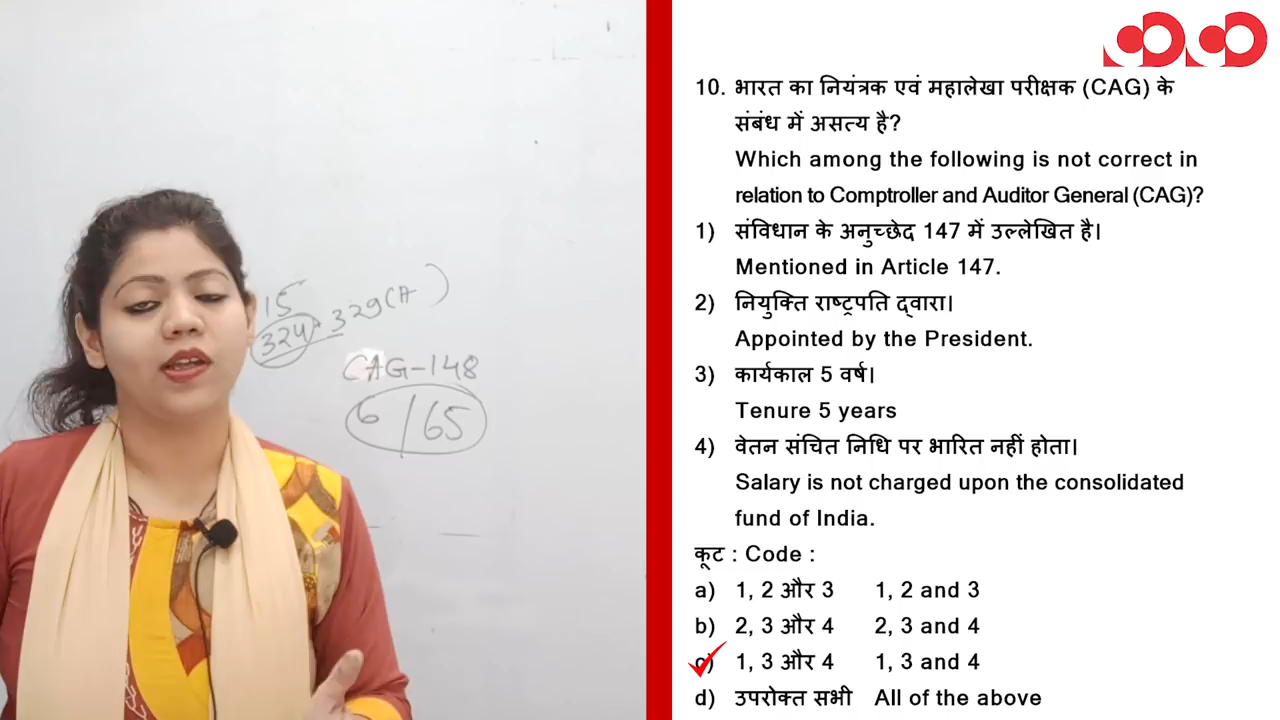 15
324 - 329(A)
CAG-148
6/65
10. भारत का नियंत्रक एवं महालेखा परीक्षक (CAG) के
संबंध में असत्य है?
Which among the following is not correct in
relation to Comptroller and Auditor General (CAG)?
1) संविधान के अनुच्छेद 147 में उल्लेखित है।
Mentioned in Article 147.
2) नियुक्ति राष्ट्रपति द्वारा।
Appointed by the President.
3) कार्यकाल 5 वर्ष।
Tenure 5 years
4) वेतन संचित निधि पर भारित नहीं होता।
Salary is not charged upon the consolidated
fund of India.
कूट : Code :
a) 1, 2 और 3 1, 2 and 3
b) 2, 3 और 4 2, 3 and 4
c) 1, 3 और 4 1, 3 and 4
d) उपरोक्त सभी All of the above